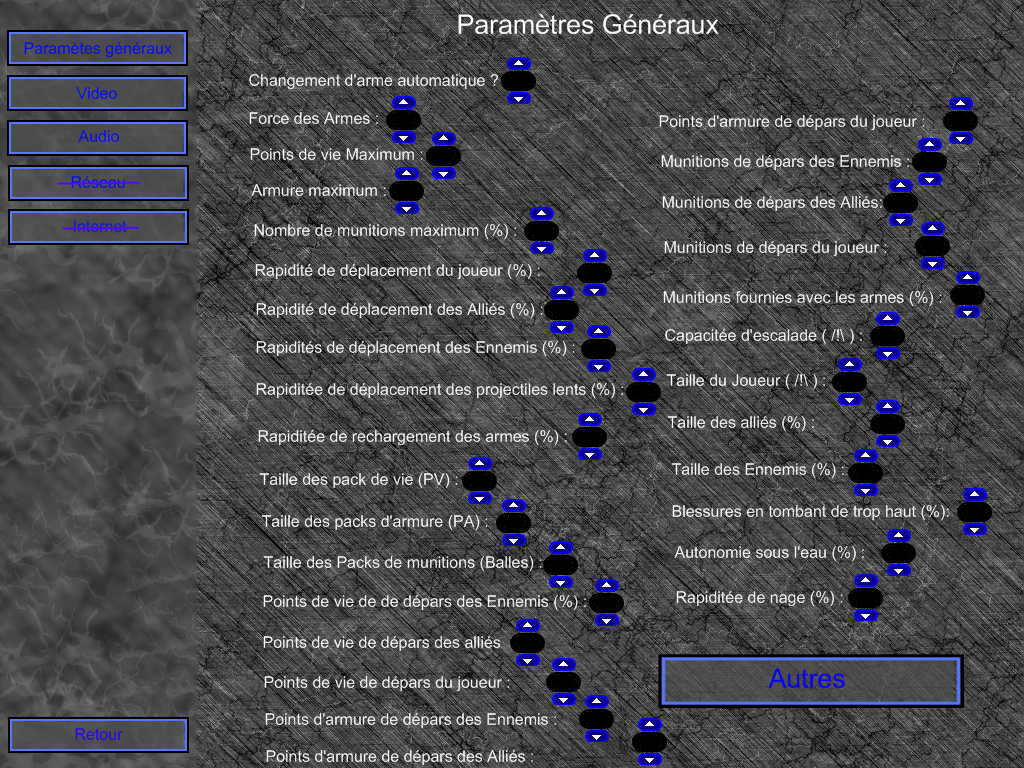 Paramètres Généraux
Paramètes généraux
Video
Audio
Réseau
Internet
Retour
Changement d'arme automatique ?
Force des Armes :
Points de vie Maximum :
Armure maximum :
Nombre de munitions maximum (%) :
Rapidité de déplacement du joueur (%) :
Rapidité de déplacement des Alliés (%) :
Rapidités de déplacement des Ennemis (%) :
Rapiditée de déplacement des projectiles lents (%) :
Rapiditée de rechargement des armes (%) :
Taille des pack de vie (PV) :
Taille des packs d'armure (PA) :
Taille des Packs de munitions (Balles) :
Points de vie de de départs des Ennemis (%) :
Points de vie de départs des alliés
Points de vie de départs du joueur :
Points d'armure de départs des Ennemis :
Points d'armure de départs des Alliés :
Points d'armure de départs du joueur :
Munitions de départs des Ennemis :
Munitions de départs des Alliés:
Munitions de départs du joueur :
Munitions fournies avec les armes (%) :
Capacitée d'escalade ( /!\ ) :
Taille du Joueur ( /!\ ) :
Taille des alliés (%) :
Taille des Ennemis (%) :
Blessures en tombant de trop haut (%):
Autonomie sous l'eau (%) :
Rapiditée de nage (%) :
Autres